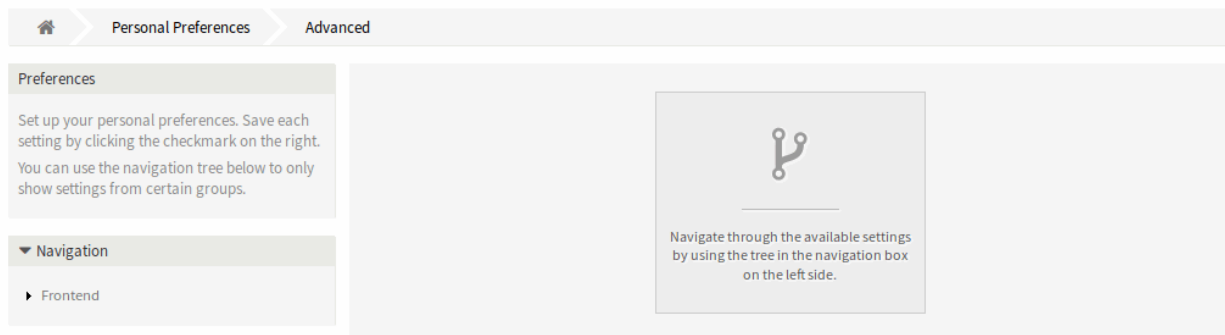 Personal Preferences
Advanced
Preferences
Set up your personal preferences. Save each
setting by clicking the checkmark on the right.
You can use the navigation tree below to only
show settings from certain groups.
Navigation
Frontend
Navigate through the available settings
by using the tree in the navigation box
on the left side.